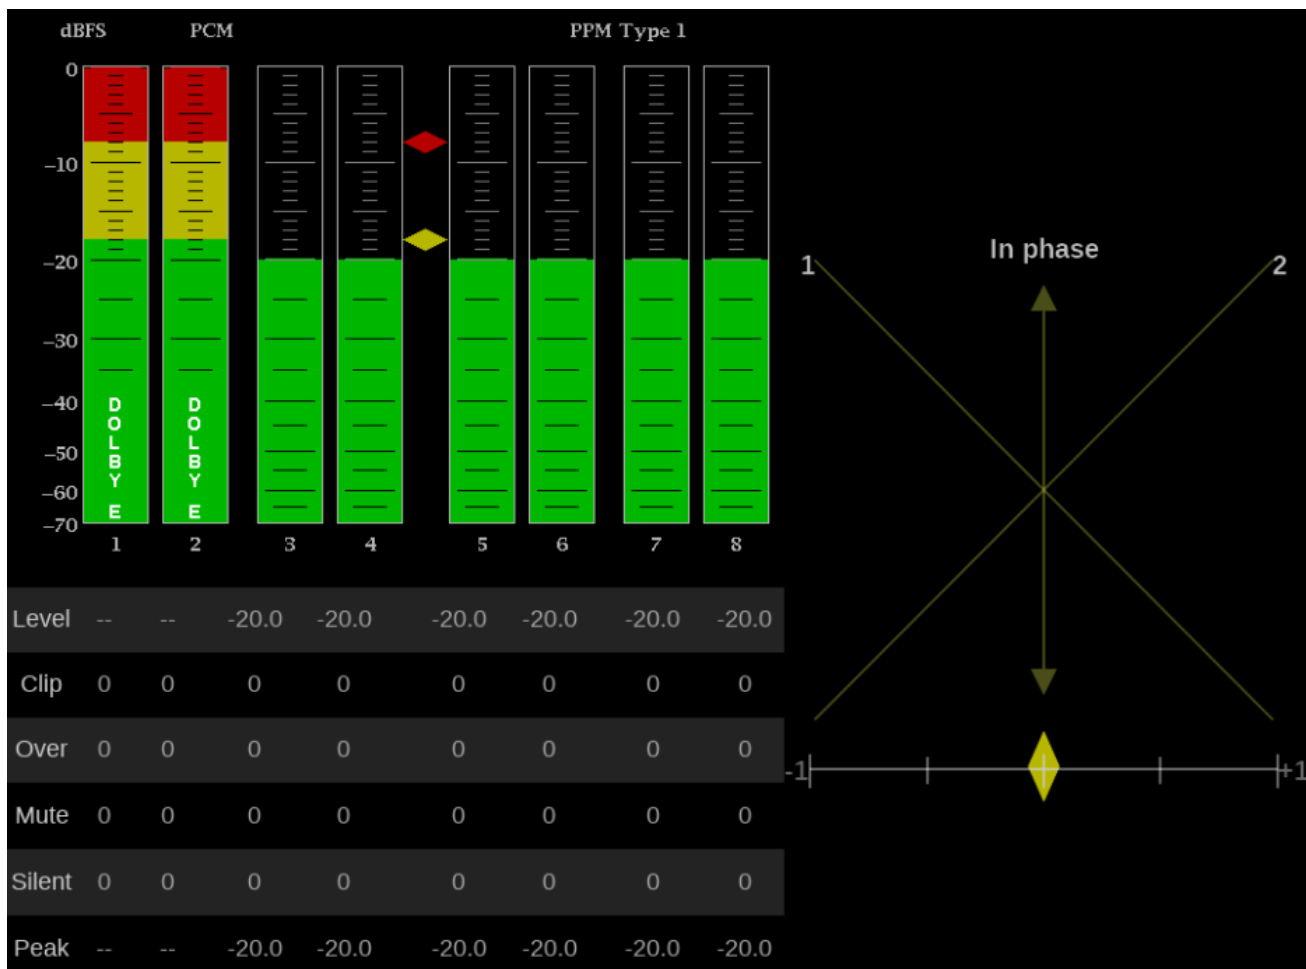 dBFS PCM PPM Type 1
0
−10
−20
−30
−40
−50
−60
−70
DOLBY E
DOLBY E
1 2 3 4 5 6 7 8
Level -- -- -20.0 -20.0 -20.0 -20.0 -20.0 -20.0
Clip 0 0 0 0 0 0 0 0
Over 0 0 0 0 0 0 0 0
Mute 0 0 0 0 0 0 0 0
Silent 0 0 0 0 0 0 0 0
Peak -- -- -20.0 -20.0 -20.0 -20.0 -20.0 -20.0
In phase
1 2
-1 +1